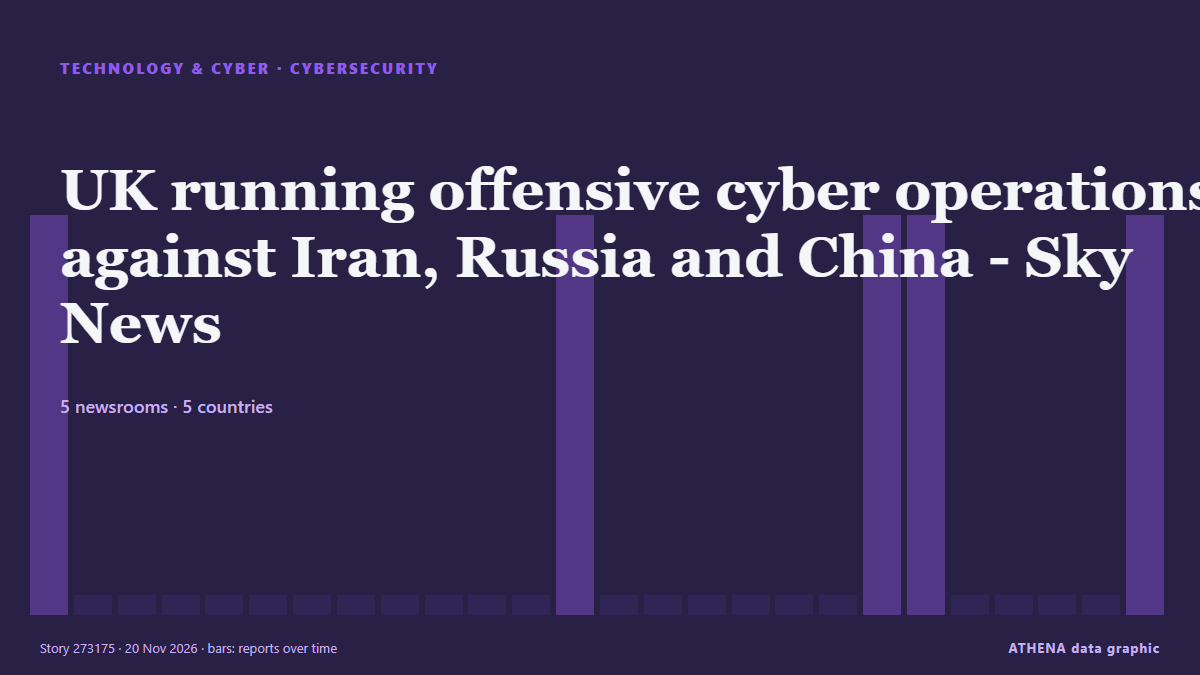 TECHNOLOGY & CYBER · CYBERSECURITY
UK running offensive cyber operations
against Iran, Russia and China - Sky
News
5 newsrooms · 5 countries
Story 273175 · 20 Nov 2026 · bars: reports over time
ATHENA data graphic